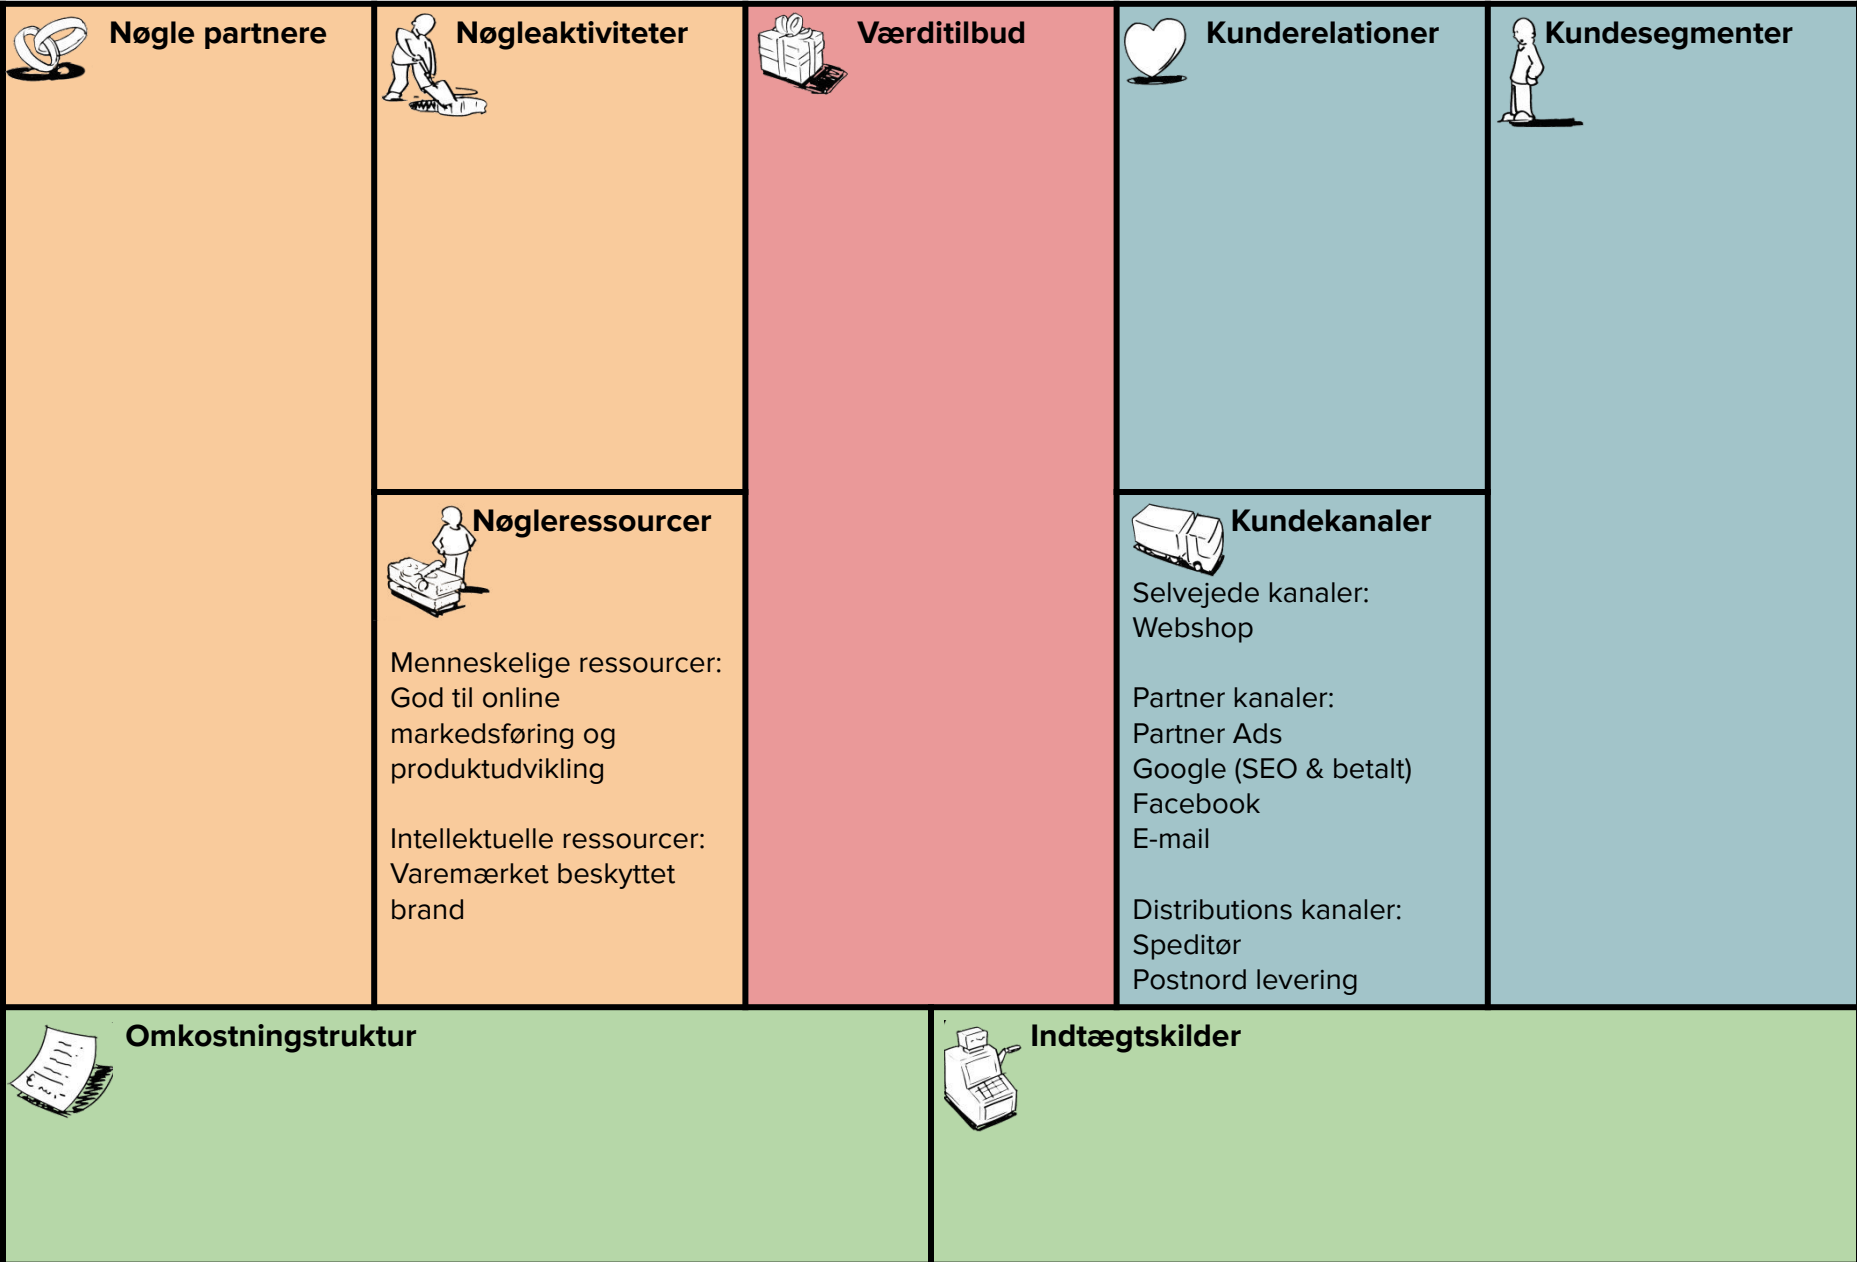 Nøgle partnere
Nøgleaktiviteter
Værditilbud
Kunderelationer
Kundesegmenter
Nøgleressourcer
Menneskelige ressourcer:
God til online
markedsføring og
produktudvikling
Intellektuelle ressourcer:
Varemærket beskyttet
brand
Kundekanaler
Selvejede kanaler:
Webshop
Partner kanaler:
Partner Ads
Google (SEO & betalt)
Facebook
E-mail
Distributions kanaler:
Speditør
Postnord levering
Omkostningstruktur
Indtægtskilder